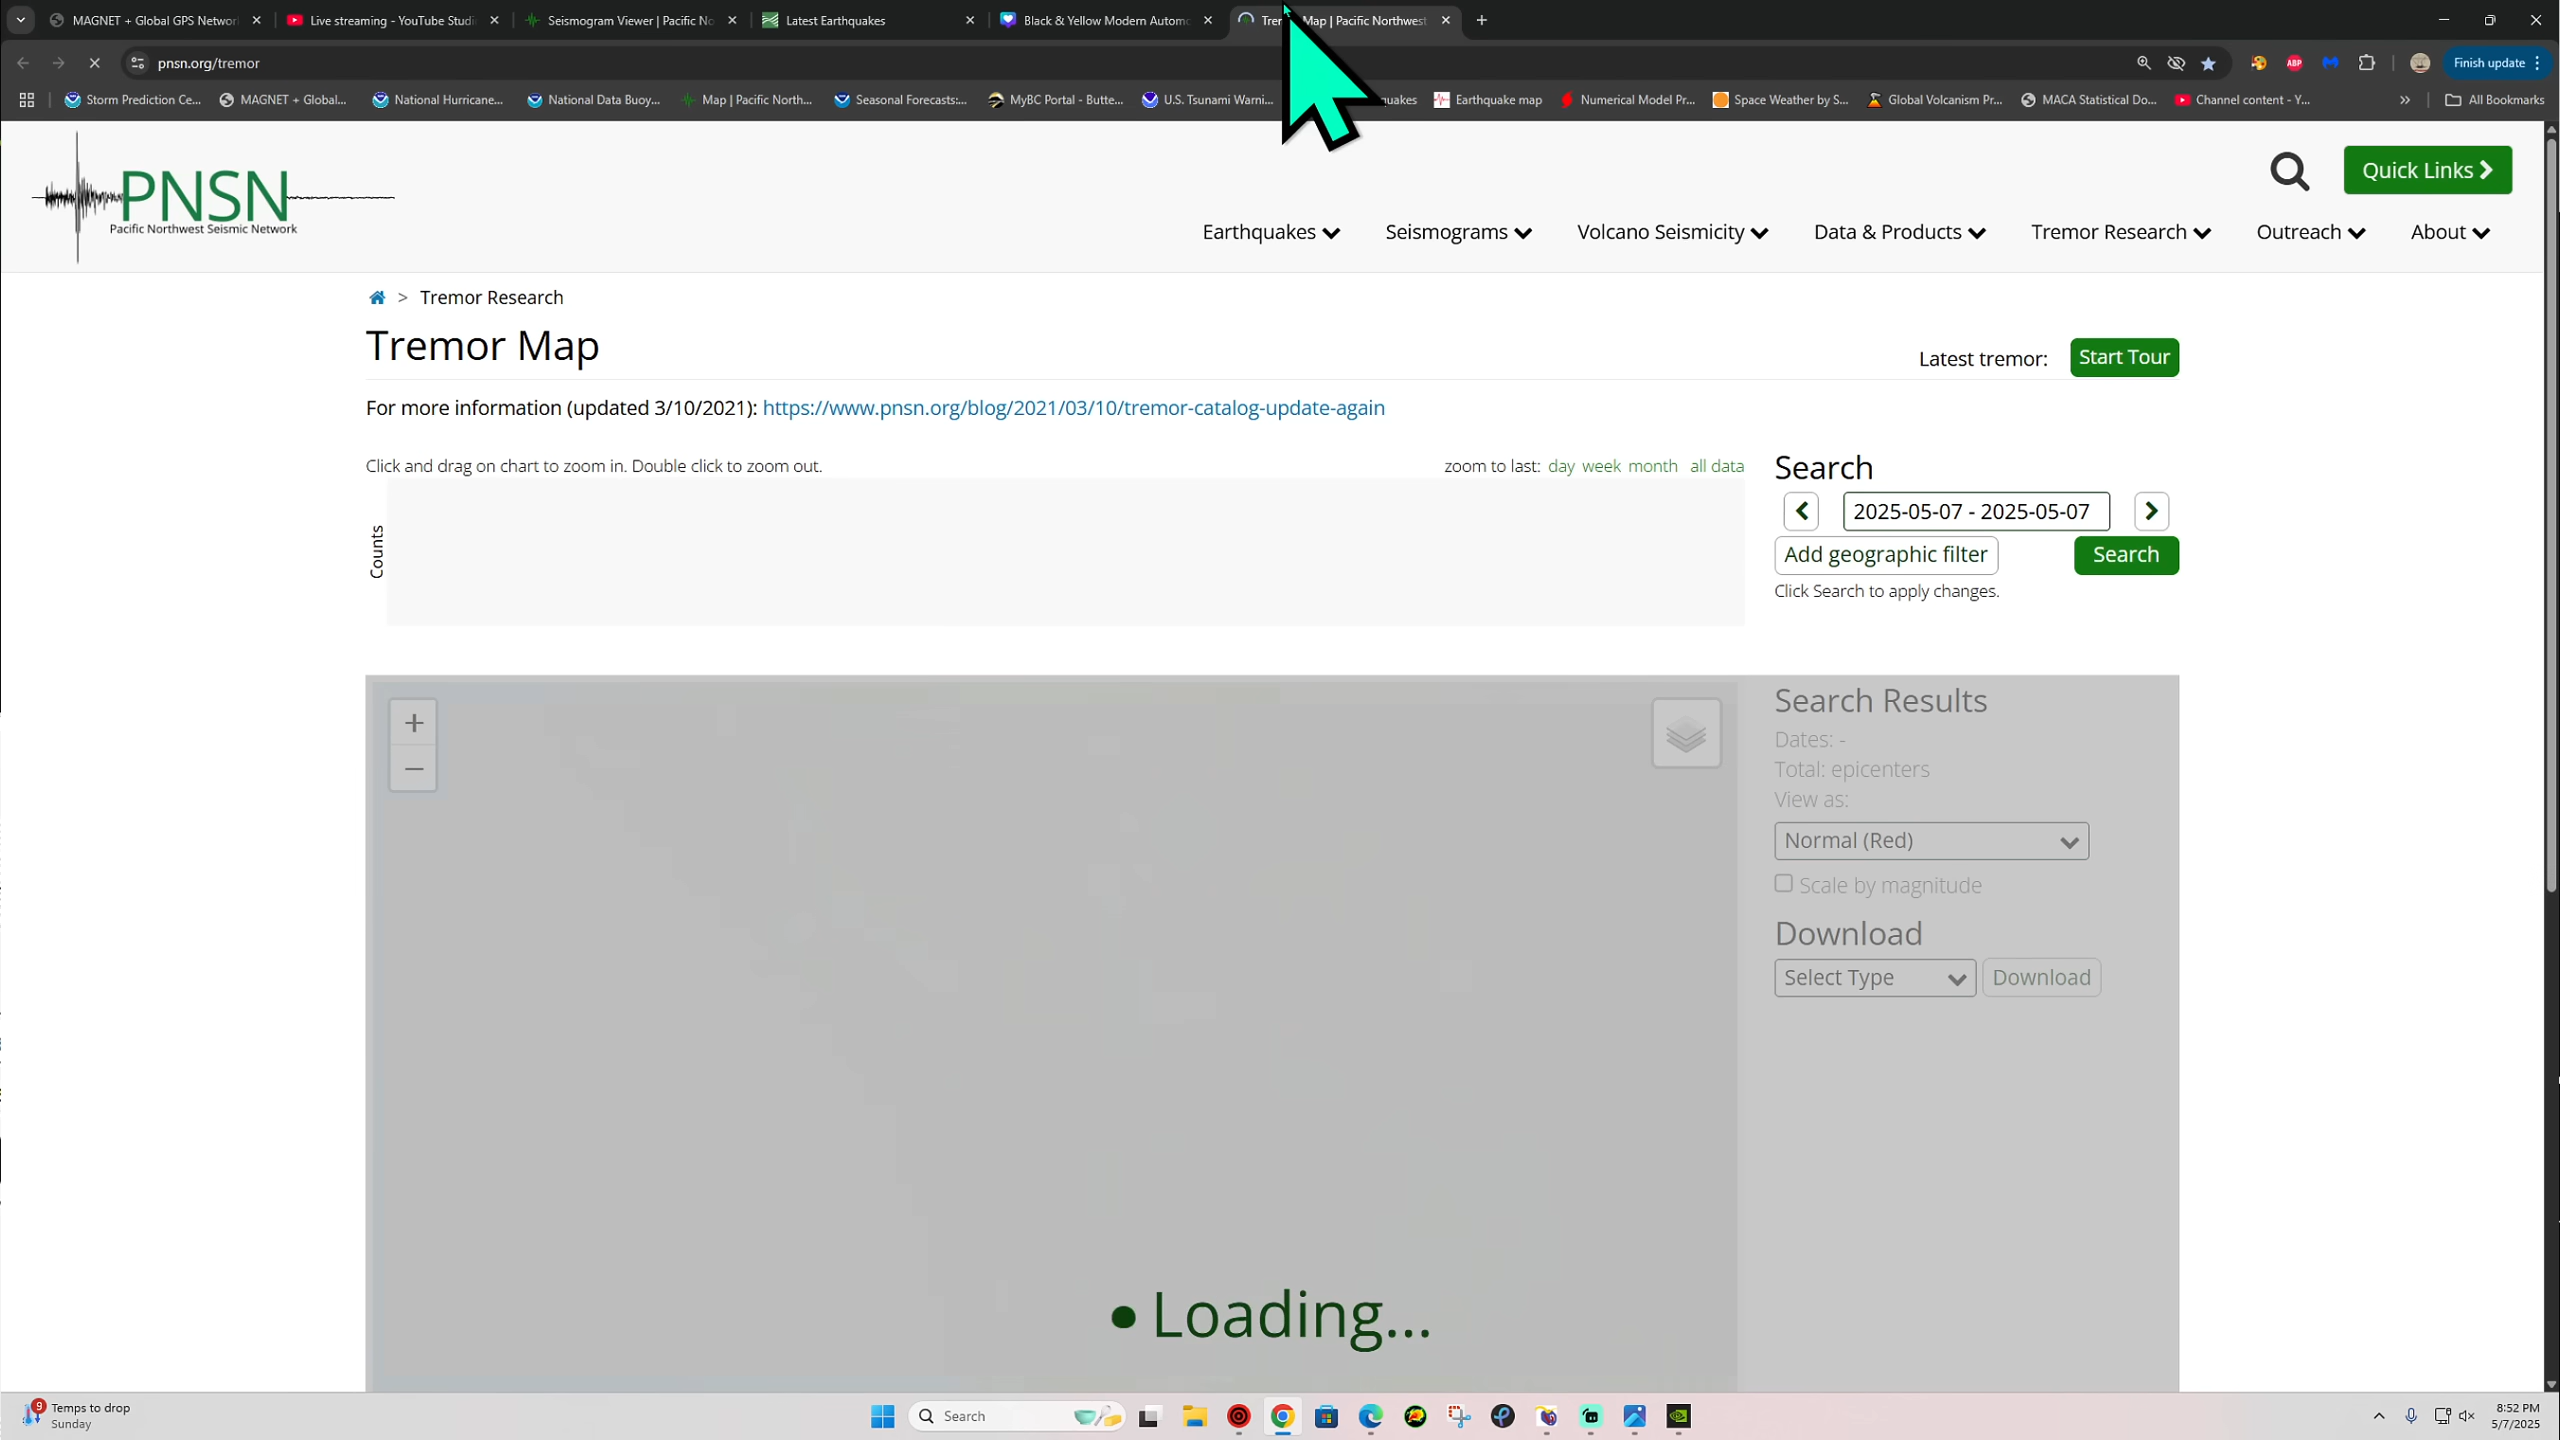 MAGNET + Global GPS Networ
Live streaming - YouTube Studi
Seismogram Viewer | Pacific No
Latest Earthquakes
Black & Yellow Modern Automo
Map | Pacific Northwest
pnsn.org/tremor
ABP
Finish update
Storm Prediction Ce...
MAGNET + Global...
National Hurricane...
National Data Buoy...
Map | Pacific North...
Seasonal Forecasts:...
MyBC Portal - Butte...
U.S. Tsunami Warni...
quakes
Earthquake map
Numerical Model Pr...
Space Weather by S...
Global Volcanism Pr...
MACA Statistical Do...
Channel content - Y...
All Bookmarks
PNSN
Pacific Northwest Seismic Network
Quick Links
Earthquakes
Seismograms
Volcano Seismicity
Data & Products
Tremor Research
Outreach
About
> Tremor Research
Tremor Map
Latest tremor:
Start Tour
For more information (updated 3/10/2021): https://www.pnsn.org/blog/2021/03/10/tremor-catalog-update-again
Click and drag on chart to zoom in. Double click to zoom out.
zoom to last: day week month all data
Counts
Search
2025-05-07 - 2025-05-07
Add geographic filter
Search
Click Search to apply changes.
+
−
Search Results
Dates: -
Total: epicenters
View as:
Normal (Red)
Scale by magnitude
Download
Select Type
Download
• Loading...
9
Temps to drop
Sunday
Search
8:52 PM
5/7/2025